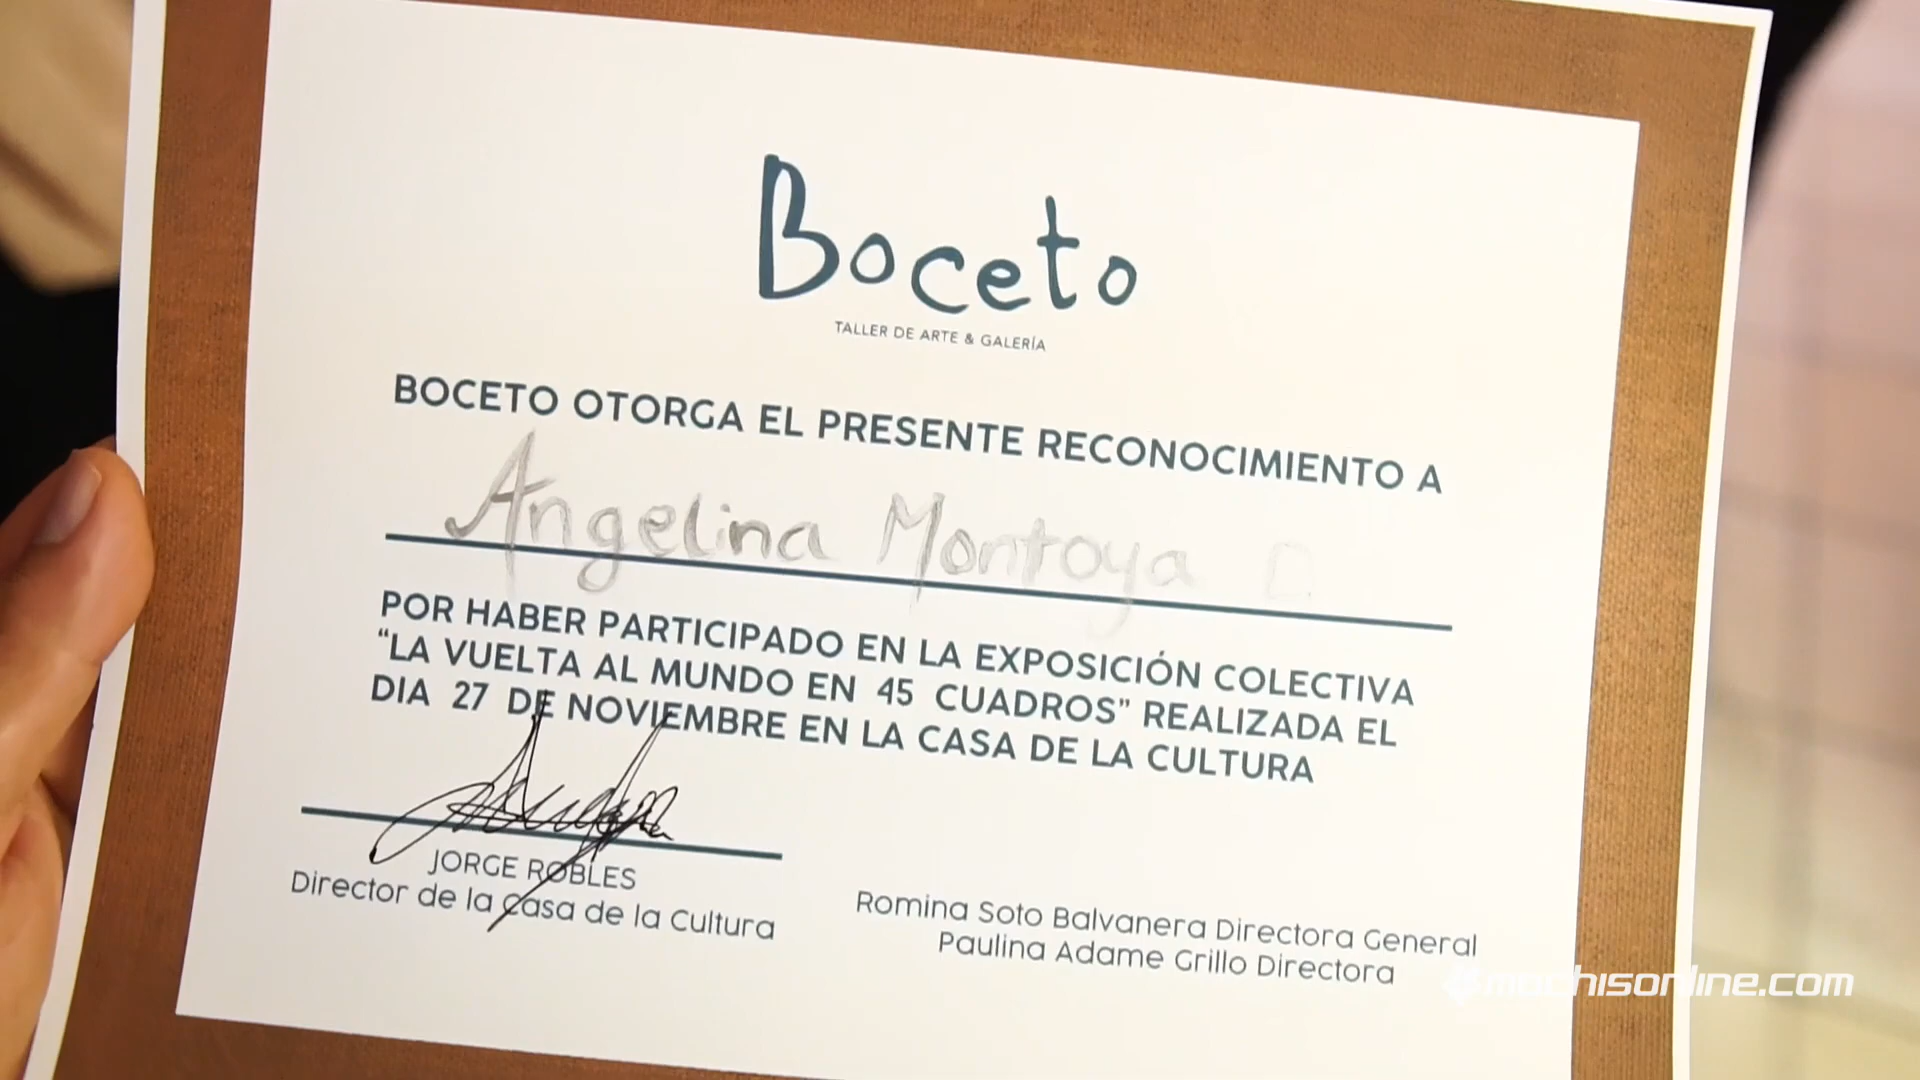 Boceto
TALLER DE ARTE & GALERÍA
BOCETO OTORGA EL PRESENTE RECONOCIMIENTO A
Angelina Montoya D
POR HABER PARTICIPADO EN LA EXPOSICIÓN COLECTIVA
“LA VUELTA AL MUNDO EN 45 CUADROS” REALIZADA EL
DIA 27 DE NOVIEMBRE EN LA CASA DE LA CULTURA
JORGE ROBLES
Director de la Casa de la Cultura
Romina Soto Balvanera Directora General
Paulina Adame Grillo Directora
mochisonline.com